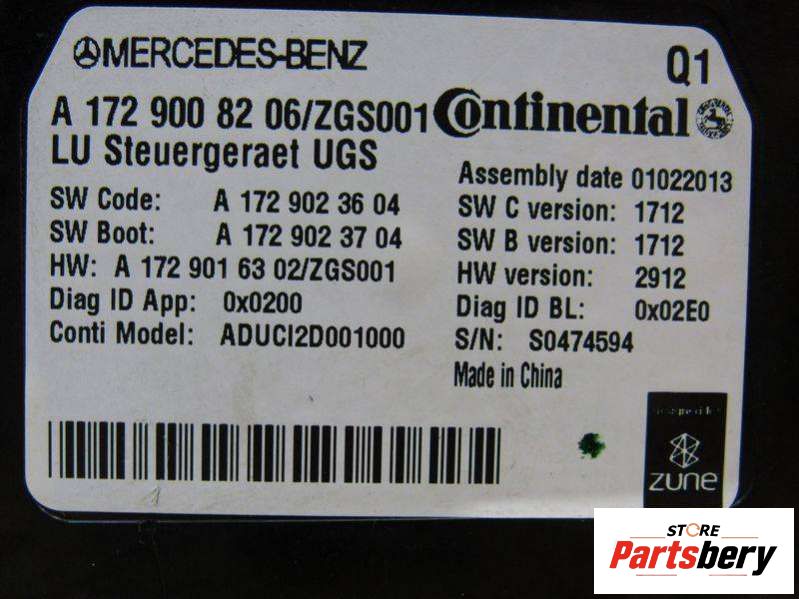 MERCEDES-BENZ
Q1
A 172 900 82 06/ZGS001
Continental
LU Steuergeraet UGS
Assembly date 01022013
SW Code: A 172 902 36 04
SW C version: 1712
SW Boot: A 172 902 37 04
SW B version: 1712
HW: A 172 901 63 02/ZGS001
HW version: 2912
Diag ID App: 0x0200
Diag ID BL: 0x02E0
Conti Model: ADUCI2D001000
S/N: S0474594
Made in China
zune
STORE
Partsbery